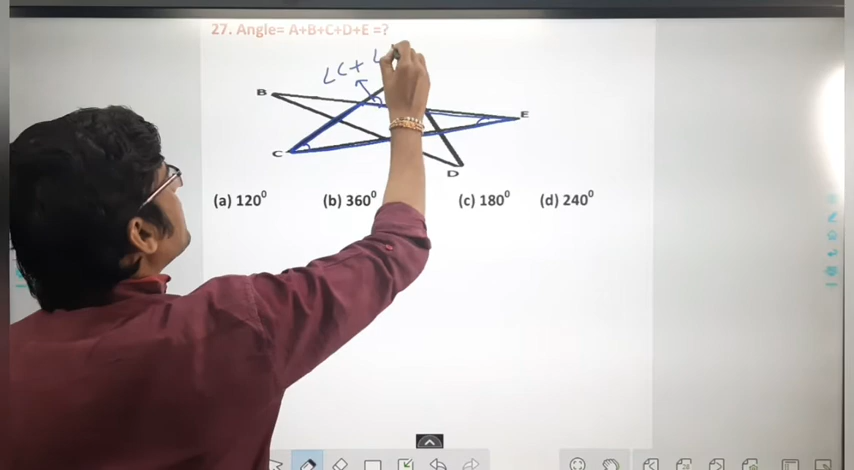 27. Angle= A+B+C+D+E =?
∠C + ∠
B
E
C
D
(a) 120⁰ (b) 360⁰ (c) 180⁰ (d) 240⁰